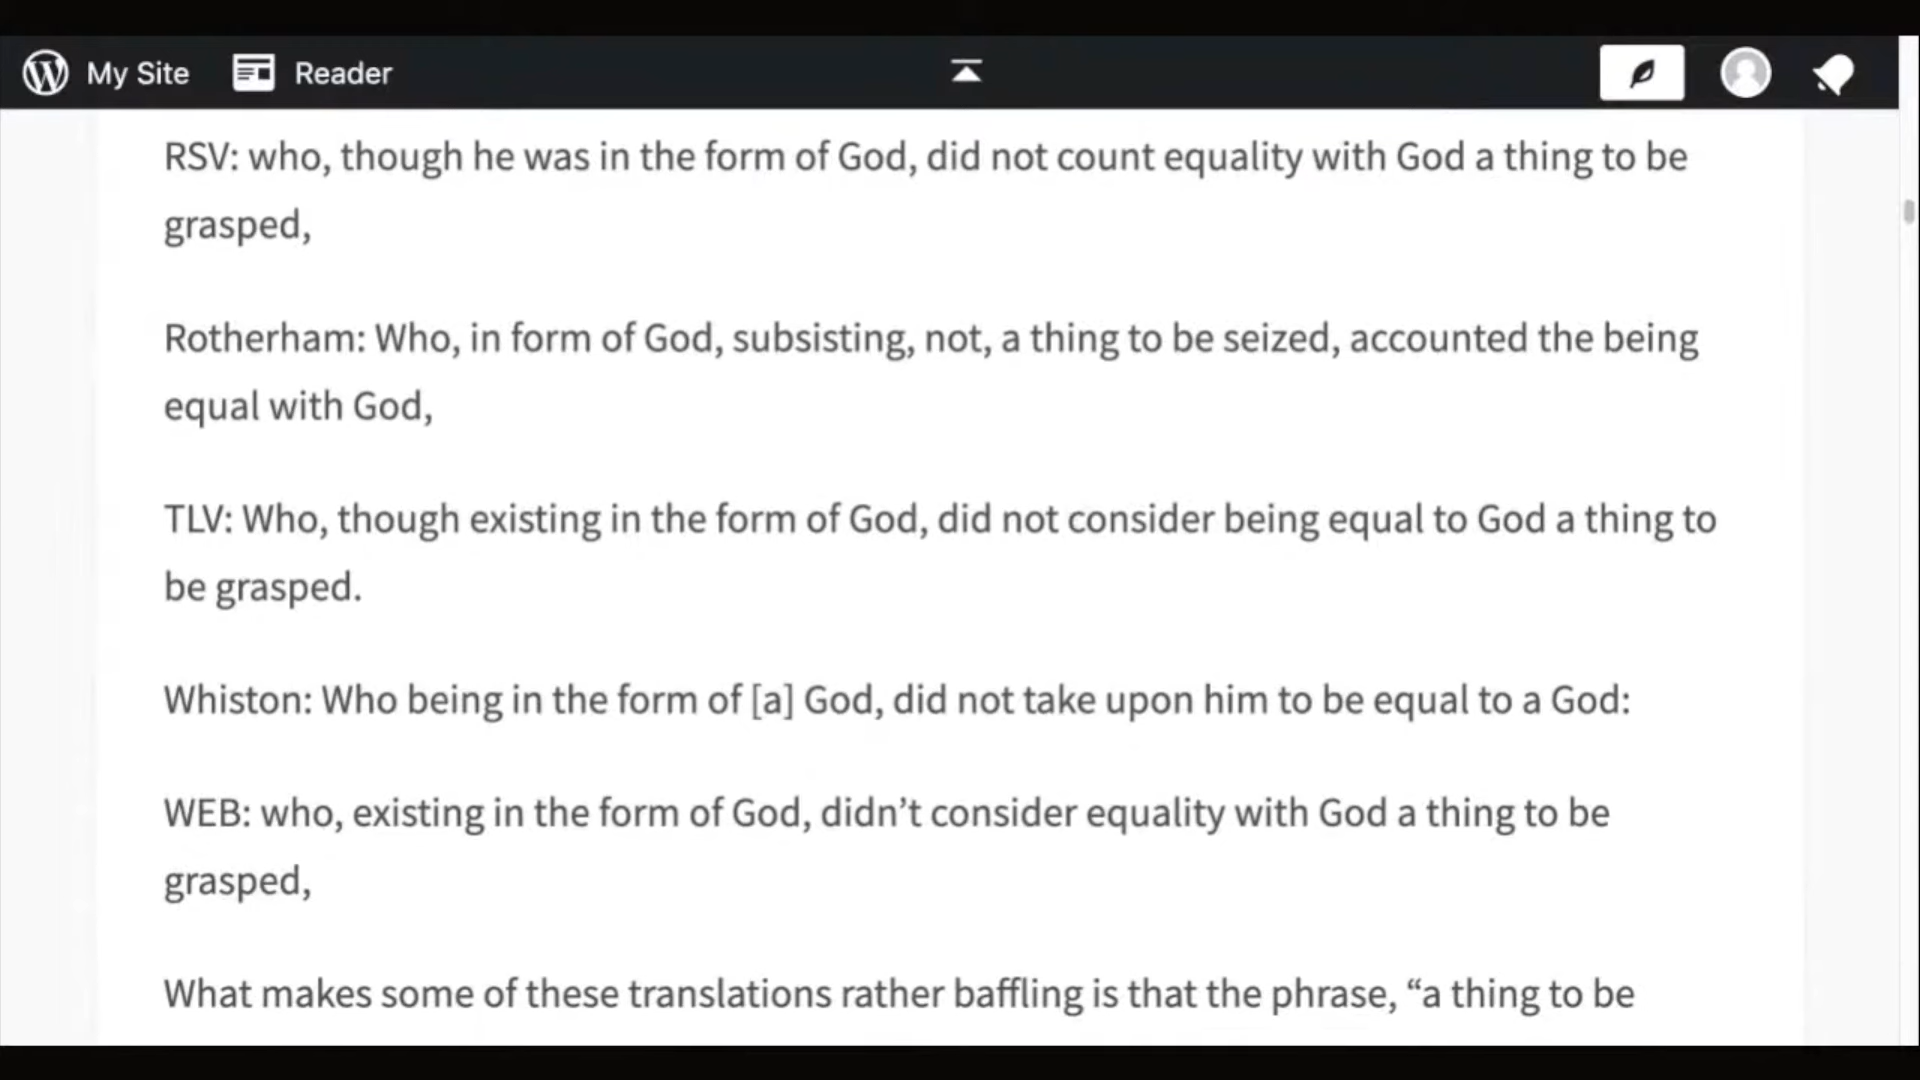 My Site
Reader
RSV: who, though he was in the form of God, did not count equality with God a thing to be
grasped,
Rotherham: Who, in form of God, subsisting, not, a thing to be seized, accounted the being
equal with God,
TLV: Who, though existing in the form of God, did not consider being equal to God a thing to
be grasped.
Whiston: Who being in the form of [a] God, did not take upon him to be equal to a God:
WEB: who, existing in the form of God, didn’t consider equality with God a thing to be
grasped,
What makes some of these translations rather baffling is that the phrase, “a thing to be